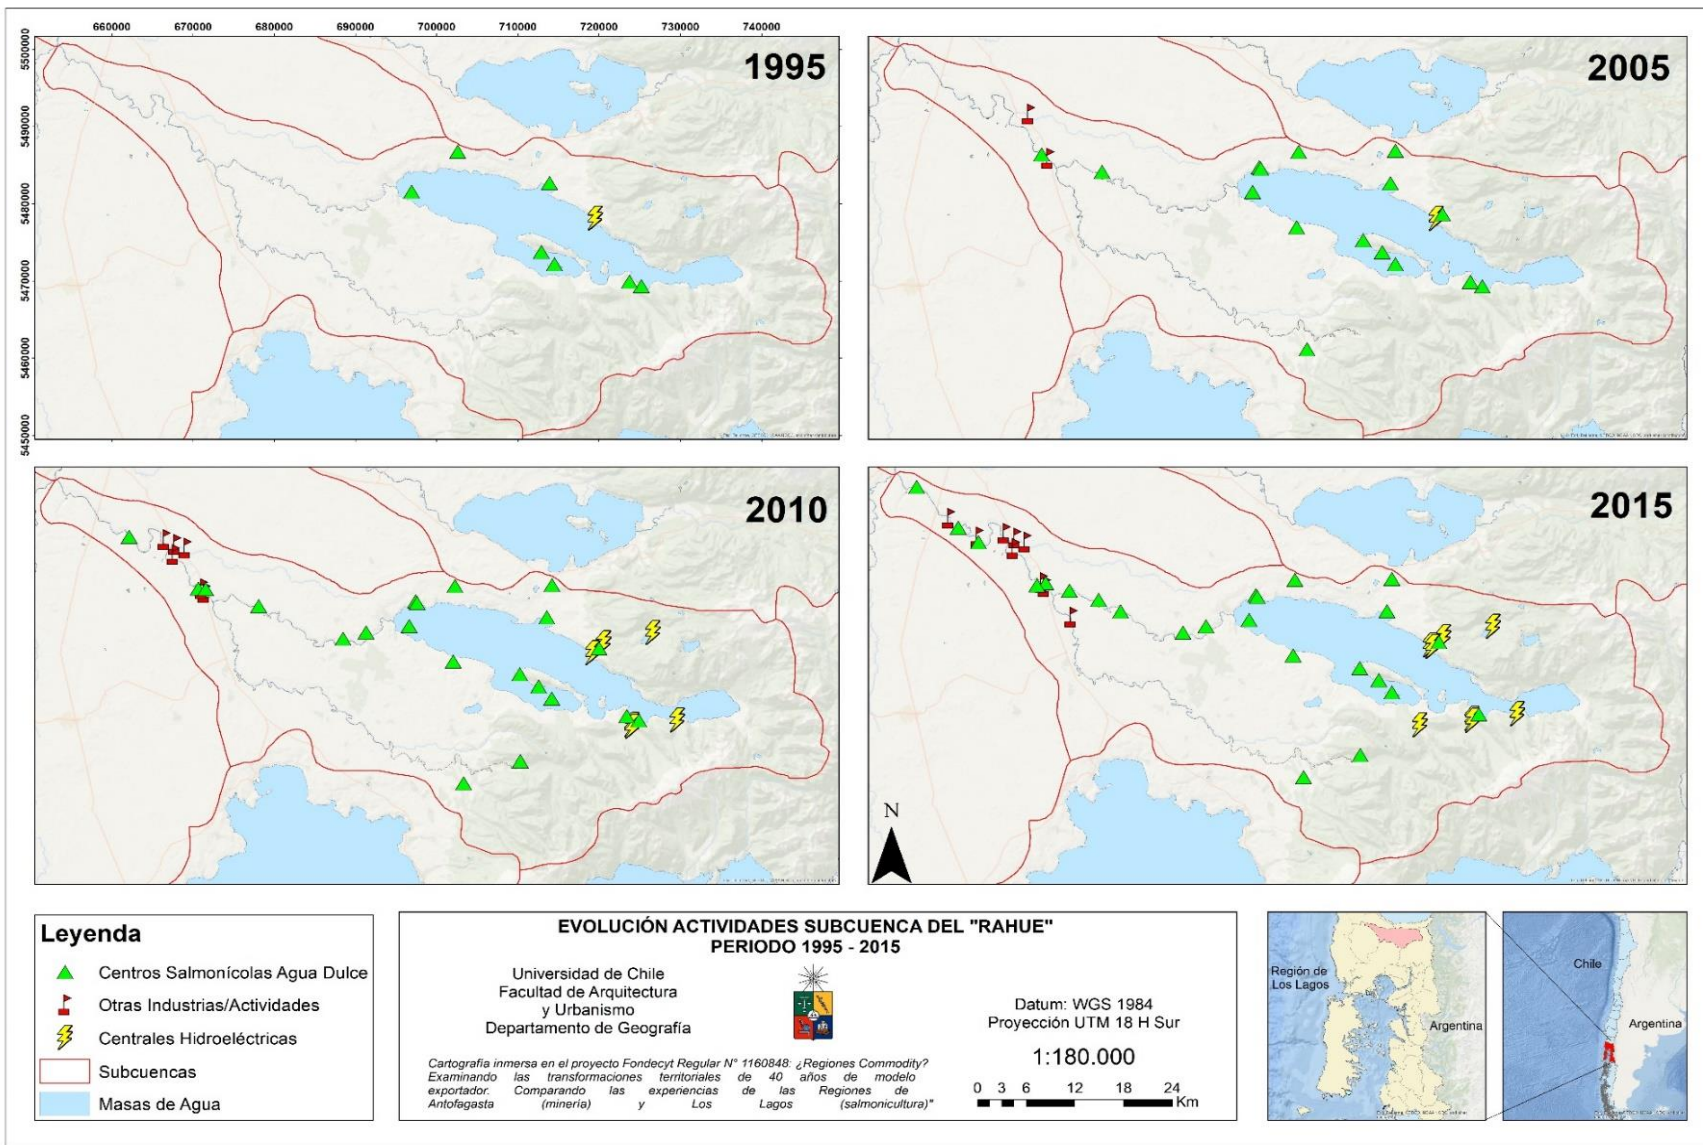 660000 670000 680000 690000 700000 710000 720000 730000 740000
5500000
5490000
5480000
5470000
5460000
5450000
1995
2005
2010
2015
N
Leyenda
Centros Salmonícolas Agua Dulce
Otras Industrias/Actividades
Centrales Hidroeléctricas
Subcuencas
Masas de Agua
EVOLUCIÓN ACTIVIDADES SUBCUENCA DEL "RAHUE"
PERIODO 1995 - 2015
Universidad de Chile
Facultad de Arquitectura
y Urbanismo
Departamento de Geografía
Cartografía inmersa en el proyecto Fondecyt Regular N° 1160848: ¿Regiones Commodity?
Examinando las transformaciones territoriales de 40 años de modelo
exportador. Comparando las experiencias de las Regiones de
Antofagasta (minería) y Los Lagos (salmonicultura)"
Datum: WGS 1984
Proyección UTM 18 H Sur
1:180.000
0 3 6 12 18 24
Km
Región de
Los Lagos
Argentina
Chile
Argentina